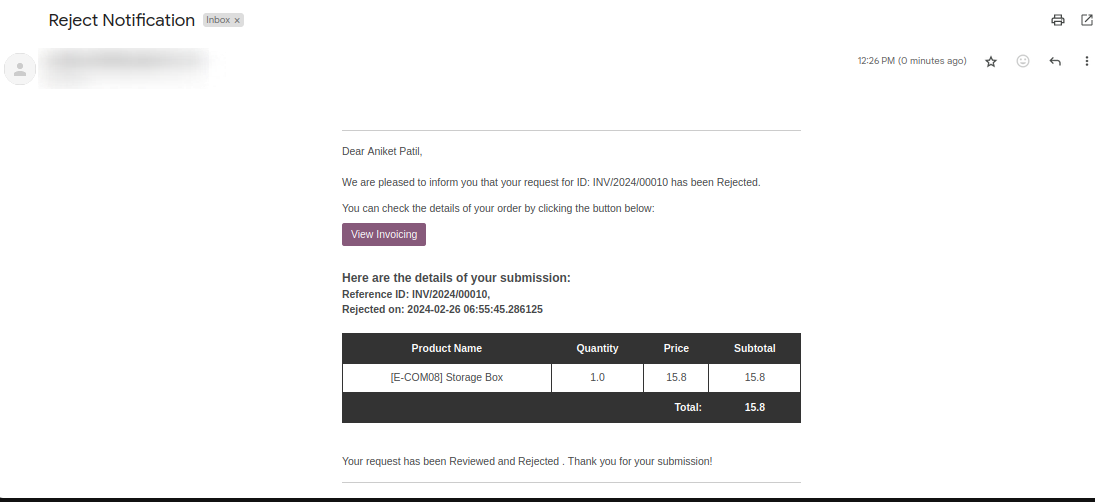 Reject Notification Inbox x
12:26 PM (0 minutes ago)
Dear Aniket Patil,
We are pleased to inform you that your request for ID: INV/2024/00010 has been Rejected.
You can check the details of your order by clicking the button below:
View Invoicing
Here are the details of your submission:
Reference ID: INV/2024/00010,
Rejected on: 2024-02-26 06:55:45.286125
Product Name Quantity Price Subtotal
[E-COM08] Storage Box 1.0 15.8 15.8
Total: 15.8
Your request has been Reviewed and Rejected . Thank you for your submission!